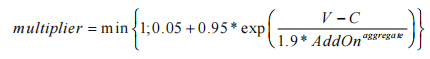 multiplier = min {1; 0.05 + 0.95 * exp ( (V − C) / (1.9 * AddOn^aggregate) ) }